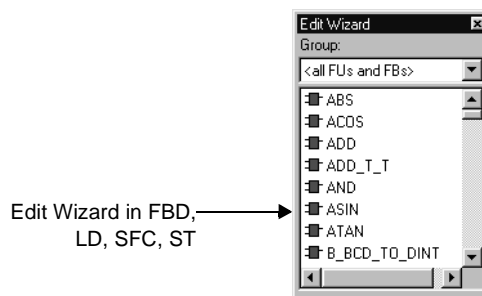 Edit Wizard
Group:
<all FUs and FBs>
ABS
ACOS
ADD
ADD_T_T
AND
ASIN
ATAN
B_BCD_TO_DINT
Edit Wizard in FBD,
LD, SFC, ST